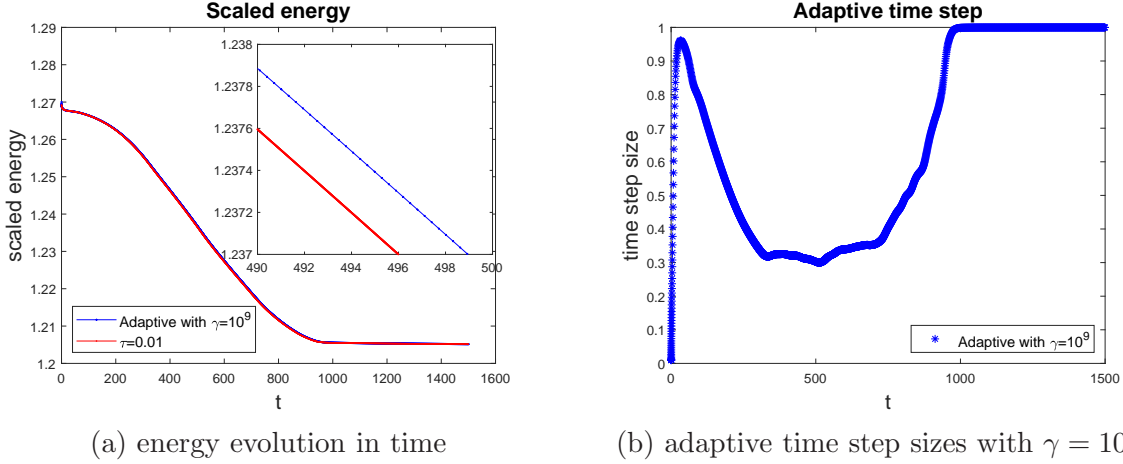 Scaled energy
1.29
1.28
1.27
1.26
1.25
1.24
1.23
1.22
1.21
1.2
scaled energy
0 200 400 600 800 1000 1200 1400 1600
t
1.238
1.2378
1.2376
1.2374
1.2372
1.237
490 492 494 496 498 500
Adaptive with γ=10⁹
τ=0.01
(a) energy evolution in time
Adaptive time step
1
0.9
0.8
0.7
0.6
0.5
0.4
0.3
0.2
0.1
0
time step size
0 500 1000 1500
t
Adaptive with γ=10⁹
(b) adaptive time step sizes with γ = 10